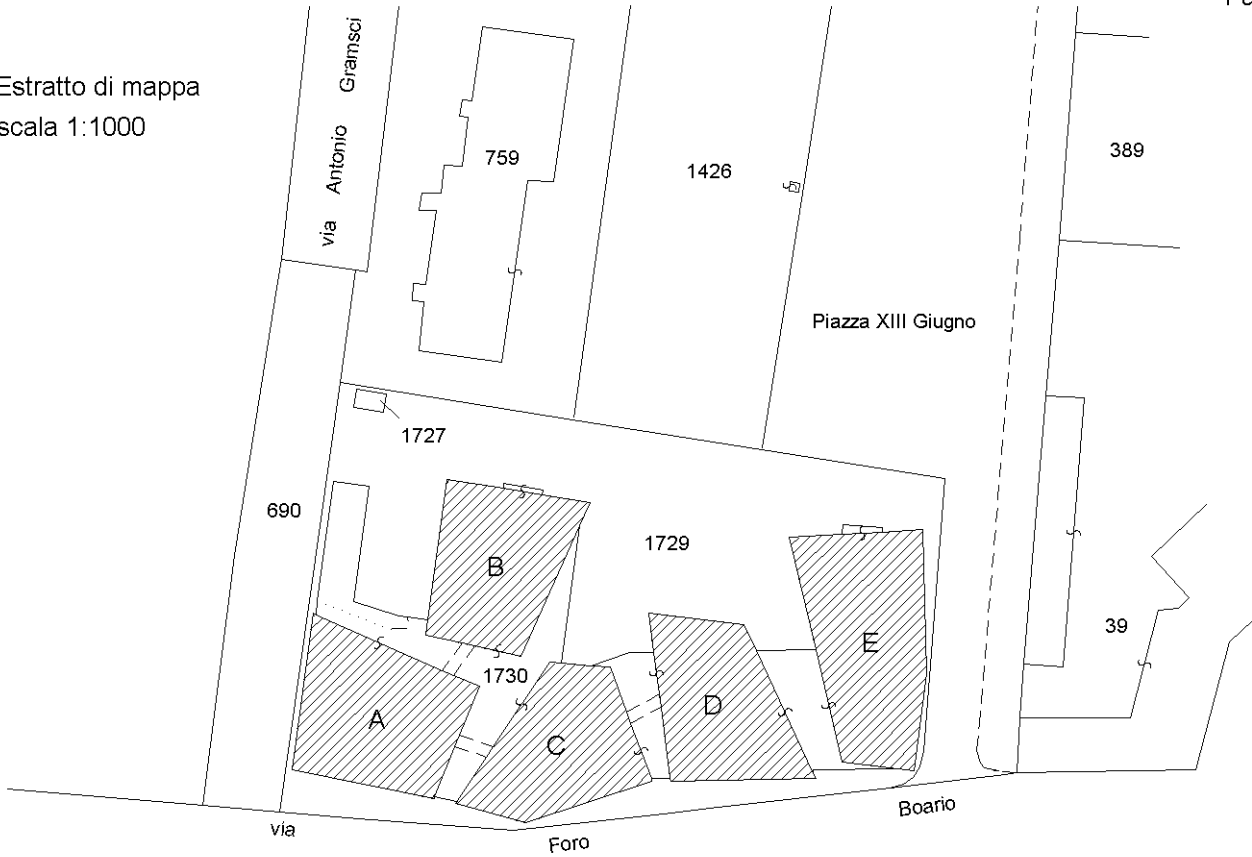 Estratto di mappa
scala 1:1000
via Antonio Gramsci
759
1426
389
Piazza XIII Giugno
1727
690
1729
B
E
39
1730
D
A
C
via
Foro
Boario